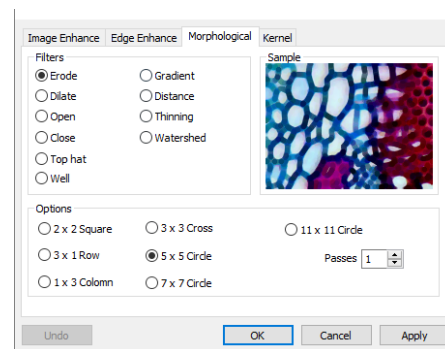 Image Enhance Edge Enhance Morphological Kernel
Filters Sample
Erode Gradient
Dilate Distance
Open Thinning
Close Watershed
Top hat
Well
Options
2 x 2 Square 3 x 3 Cross 11 x 11 Circle
3 x 1 Row 5 x 5 Circle Passes 1
1 x 3 Colomn 7 x 7 Circle
Undo OK Cancel Apply